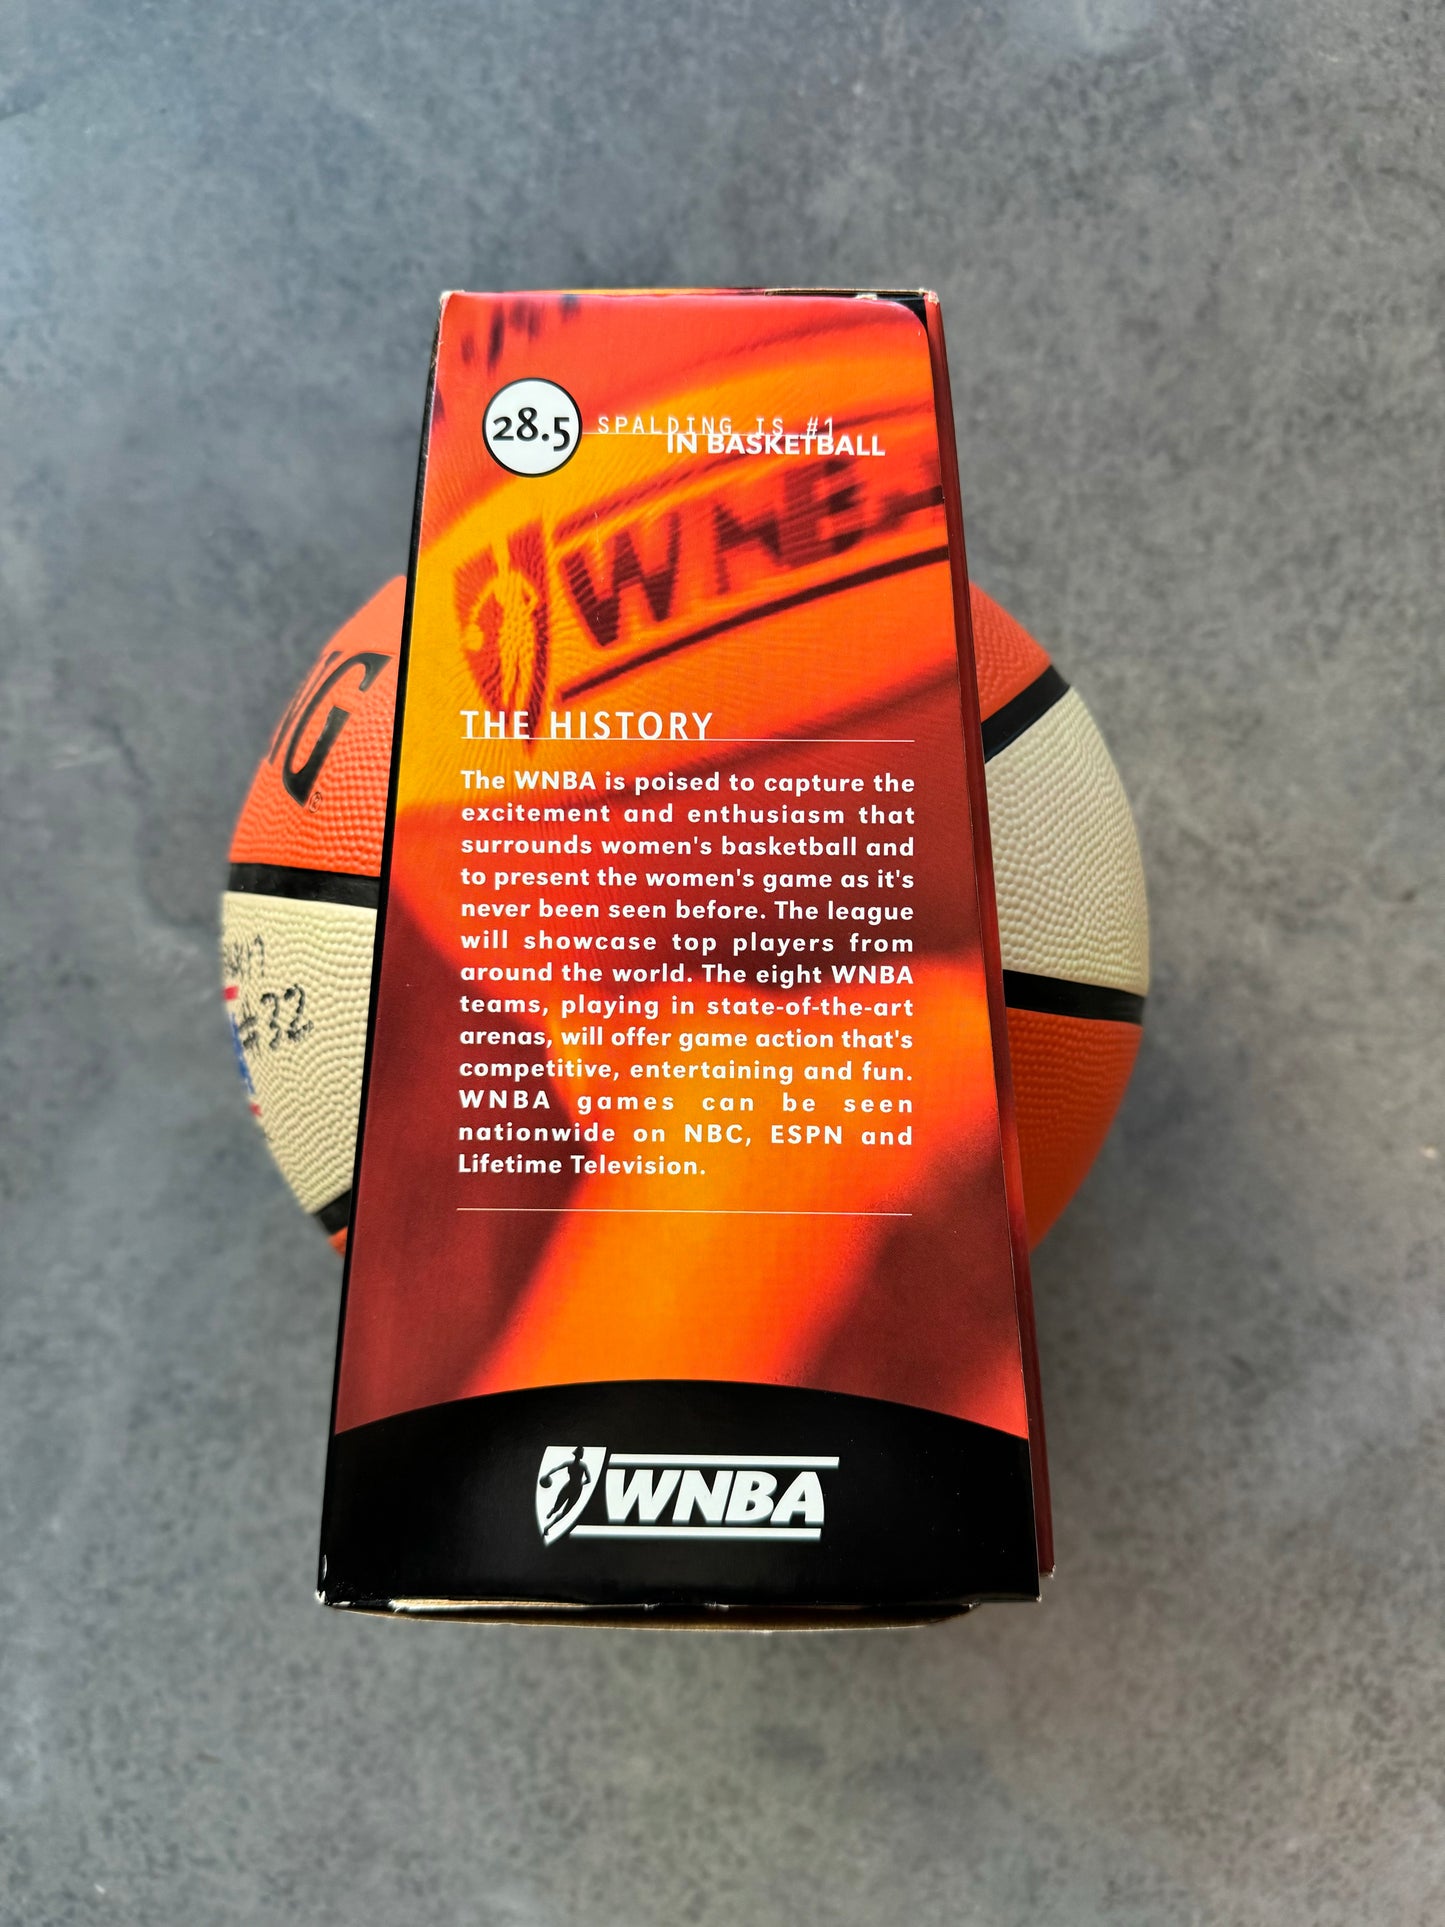 28.5 SPALDING IS #1
IN BASKETBALL
WNBA
THE HISTORY
The WNBA is poised to capture the
excitement and enthusiasm that
surrounds women's basketball and
to present the women's game as it's
never been seen before. The league
will showcase top players from
around the world. The eight WNBA
teams, playing in state-of-the-art
arenas, will offer game action that's
competitive, entertaining and fun.
WNBA games can be seen
nationwide on NBC, ESPN and
Lifetime Television.
WNBA
NG®
#32